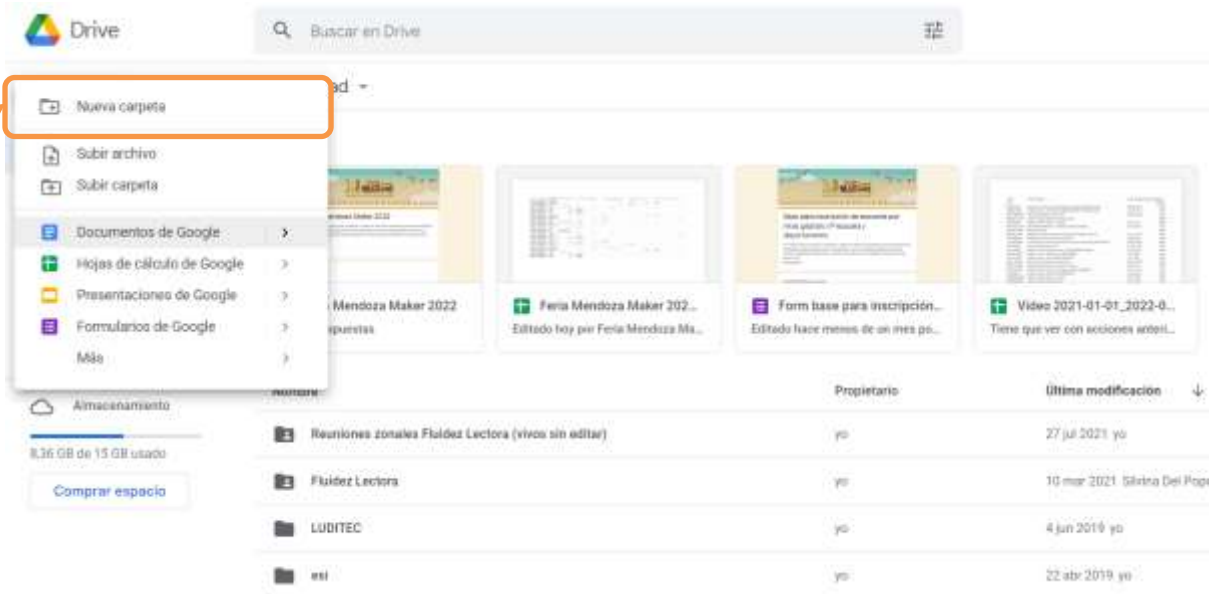 Drive
Buscar en Drive
ad
Nueva carpeta
Subir archivo
Subir carpeta
Documentos de Google
Hojas de cálculo de Google
Presentaciones de Google
Formularios de Google
Más
Mendoza Maker 2022
puestas
Feria Mendoza Maker 202...
Editado hoy por Feria Mendoza Ma...
Form base para inscripción...
Editado hace menos de un mes po...
Video 2021-01-01_2022-0...
Tiene que ver con acciones anteri...
Almacenamiento
8,36 GB de 15 GB usado
Comprar espacio
Nombre
Propietario
Última modificación
Reuniones zonales Fluidez Lectora (vivos sin editar)
yo
27 jul 2021 yo
Fluidez Lectora
yo
10 mar 2021 Silvina Del Pop
LUDITEC
yo
4 jun 2019 yo
esi
yo
22 abr 2019 yo